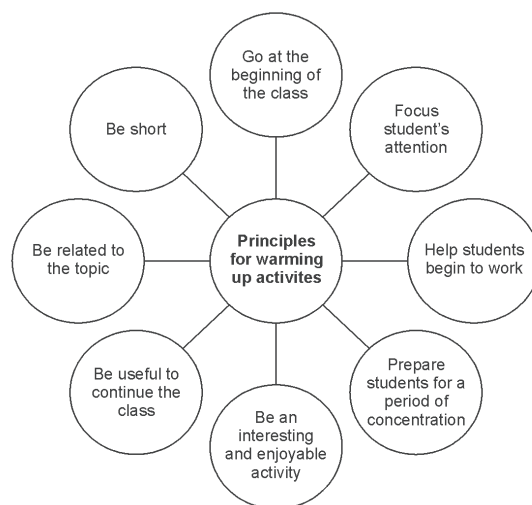 Go at the
beginning of
the class
Focus
student's
attention
Help students
begin to work
Prepare
students for a
period of
concentration
Be an
interesting
and enjoyable
activity
Be useful to
continue the
class
Be related to
the topic
Be short
Principles
for warming
up activites